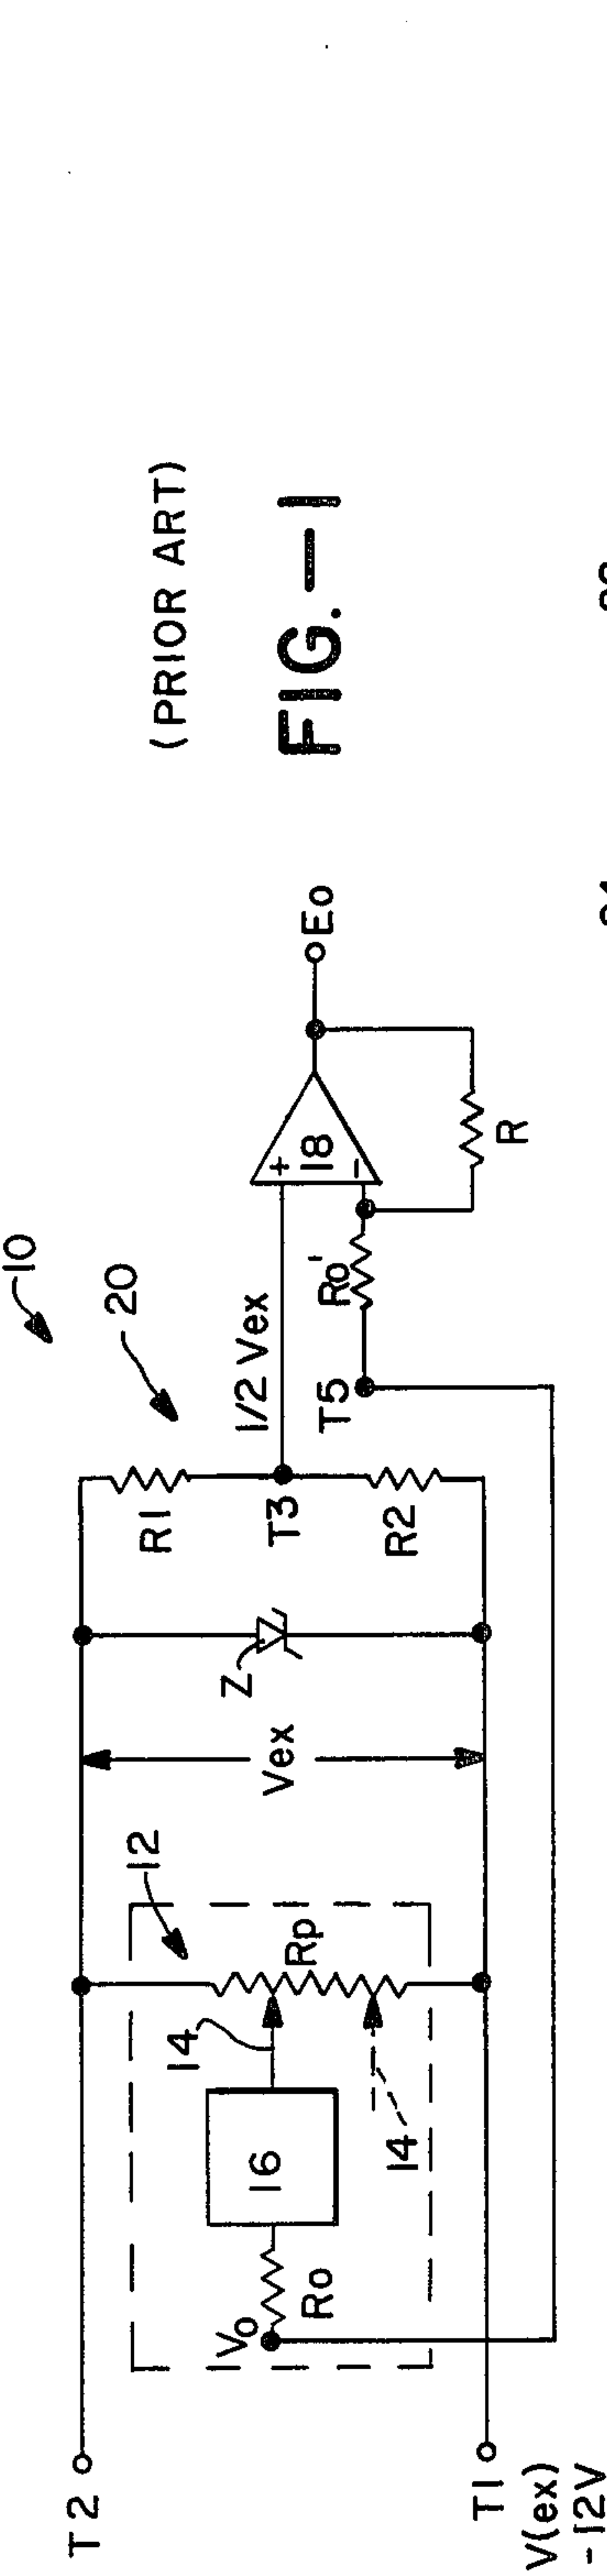 10
20
12
T2
R1
1/2 Vex
T3
R2
Z
Vex
Rp
14
14
16
Ro
Vo
T5
Ro'
+
18
−
Eo
R
T1
V(ex)
-12V
(PRIOR ART)
FIG.—1